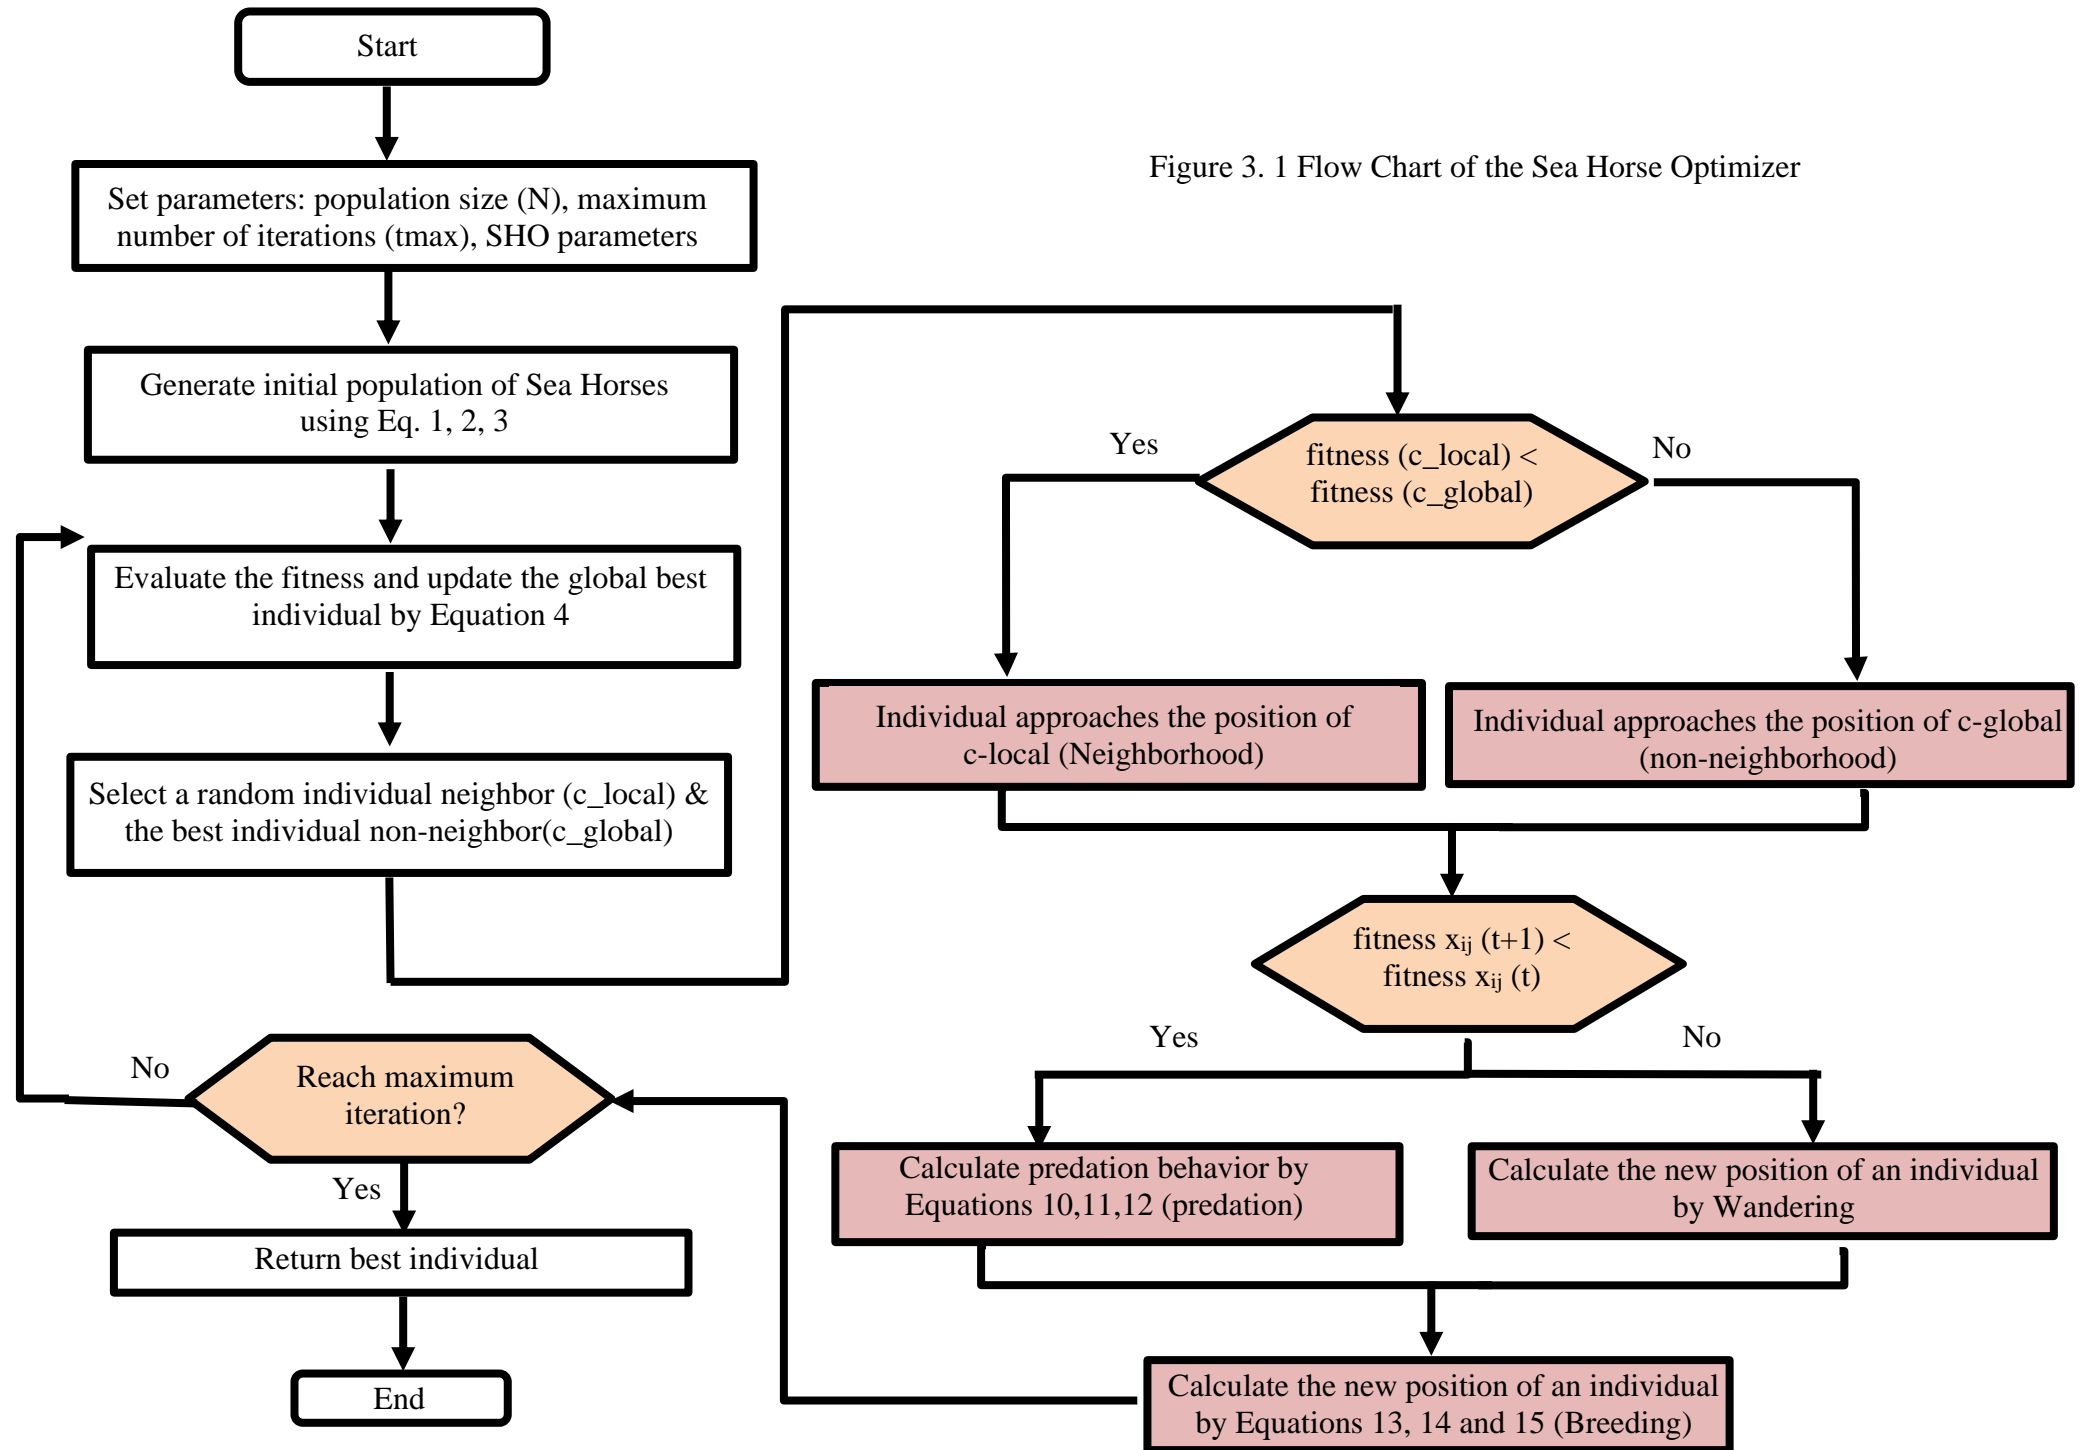 Start
Figure 3. 1 Flow Chart of the Sea Horse Optimizer
Set parameters: population size (N), maximum
number of iterations (tmax), SHO parameters
Generate initial population of Sea Horses
using Eq. 1, 2, 3
Evaluate the fitness and update the global best
individual by Equation 4
Select a random individual neighbor (c_local) &
the best individual non-neighbor(c_global)
Yes
fitness (c_local) <
fitness (c_global)
No
Individual approaches the position of
c-local (Neighborhood)
Individual approaches the position of c-global
(non-neighborhood)
fitness xij (t+1) <
fitness xij (t)
Yes
No
Calculate predation behavior by
Equations 10,11,12 (predation)
Calculate the new position of an individual
by Wandering
Calculate the new position of an individual
by Equations 13, 14 and 15 (Breeding)
No
Reach maximum
iteration?
Yes
Return best individual
End